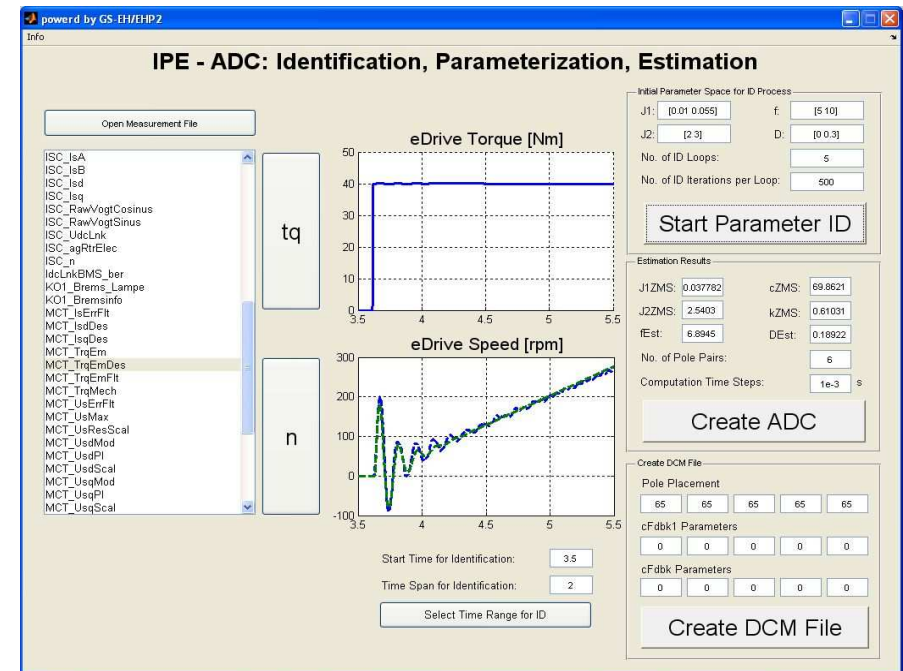 powerd by GS-EH/EHP2
Info
IPE - ADC: Identification, Parameterization, Estimation
Open Measurement File
ISC_IsA
ISC_IsB
ISC_Isd
ISC_Isq
ISC_RawVogtCosinus
ISC_RawVogtSinus
ISC_UdcLnk
ISC_agRtrElec
ISC_n
IdcLnkBMS_ber
KO1_Brems_Lampe
KO1_Bremsinfo
MCT_IsErrFlt
MCT_IsdDes
MCT_IsqDes
MCT_TrqEm
MCT_TrqEmDes
MCT_TrqEmFlt
MCT_TrqMech
MCT_UsErrFlt
MCT_UsMax
MCT_UsResScal
MCT_UsdMod
MCT_UsdPI
MCT_UsdScal
MCT_UsqMod
MCT_UsqPI
MCT_UsqScal
tq
n
eDrive Torque [Nm]
50
40
30
20
10
0
3.5 4 4.5 5 5.5
eDrive Speed [rpm]
300
200
100
0
-100
3.5 4 4.5 5 5.5
Start Time for Identification: 3.5
Time Span for Identification: 2
Select Time Range for ID
Initial Parameter Space for ID Process
J1: [0.01 0.055] f: [5 10]
J2: [2 3] D: [0 0.3]
No. of ID Loops: 5
No. of ID Iterations per Loop: 500
Start Parameter ID
Estimation Results
J1ZMS: 0.037782 cZMS: 69.8621
J2ZMS: 2.5403 kZMS: 0.61031
fEst: 6.8945 DEst: 0.18922
No. of Pole Pairs: 6
Computation Time Steps: 1e-3 s
Create ADC
Create DCM File
Pole Placement
65 65 65 65 65
cFdbk1 Parameters
0 0 0 0 0
cFdbk Parameters
0 0 0 0 0
Create DCM File